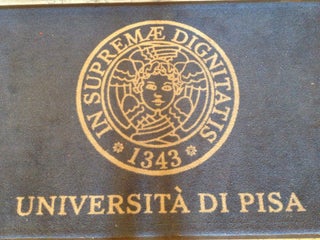 IN SUPREMÆ DIGNITATIS
* 1343 *
UNIVERSITÀ DI PISA